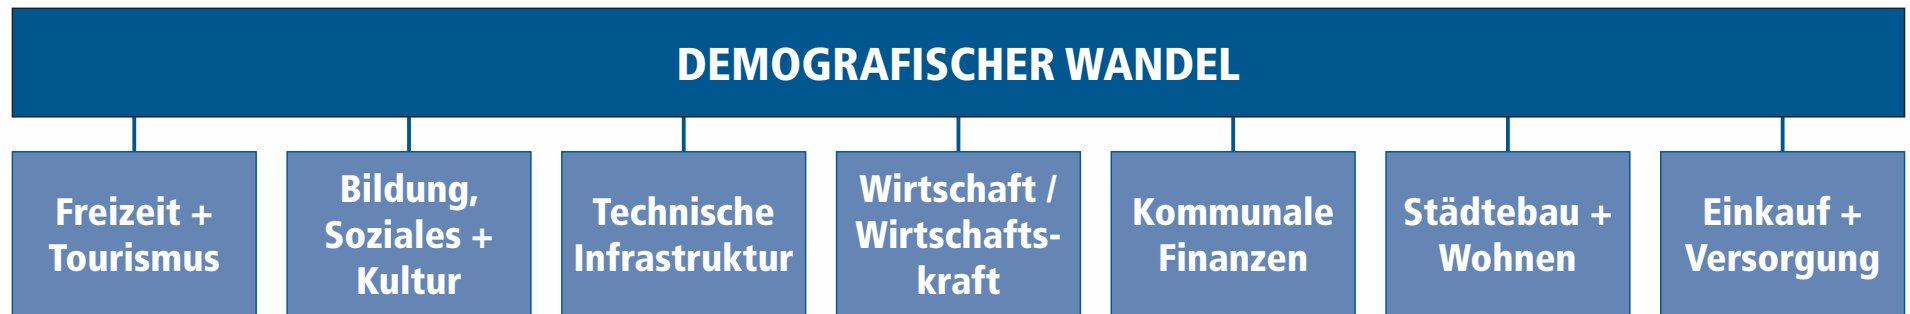 DEMOGRAFISCHER WANDEL
Freizeit +
Tourismus
Bildung,
Soziales +
Kultur
Technische
Infrastruktur
Wirtschaft /
Wirtschafts-
kraft
Kommunale
Finanzen
Städtebau +
Wohnen
Einkauf +
Versorgung